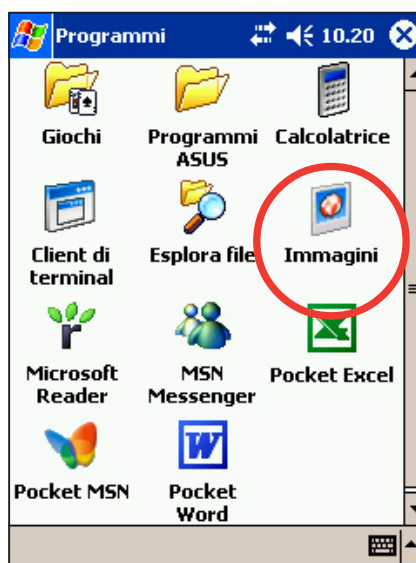 Programmi 10.20
Giochi Programmi ASUS Calcolatrice
Client di terminal Esplora file Immagini
Microsoft Reader MSN Messenger Pocket Excel
Pocket MSN Pocket Word